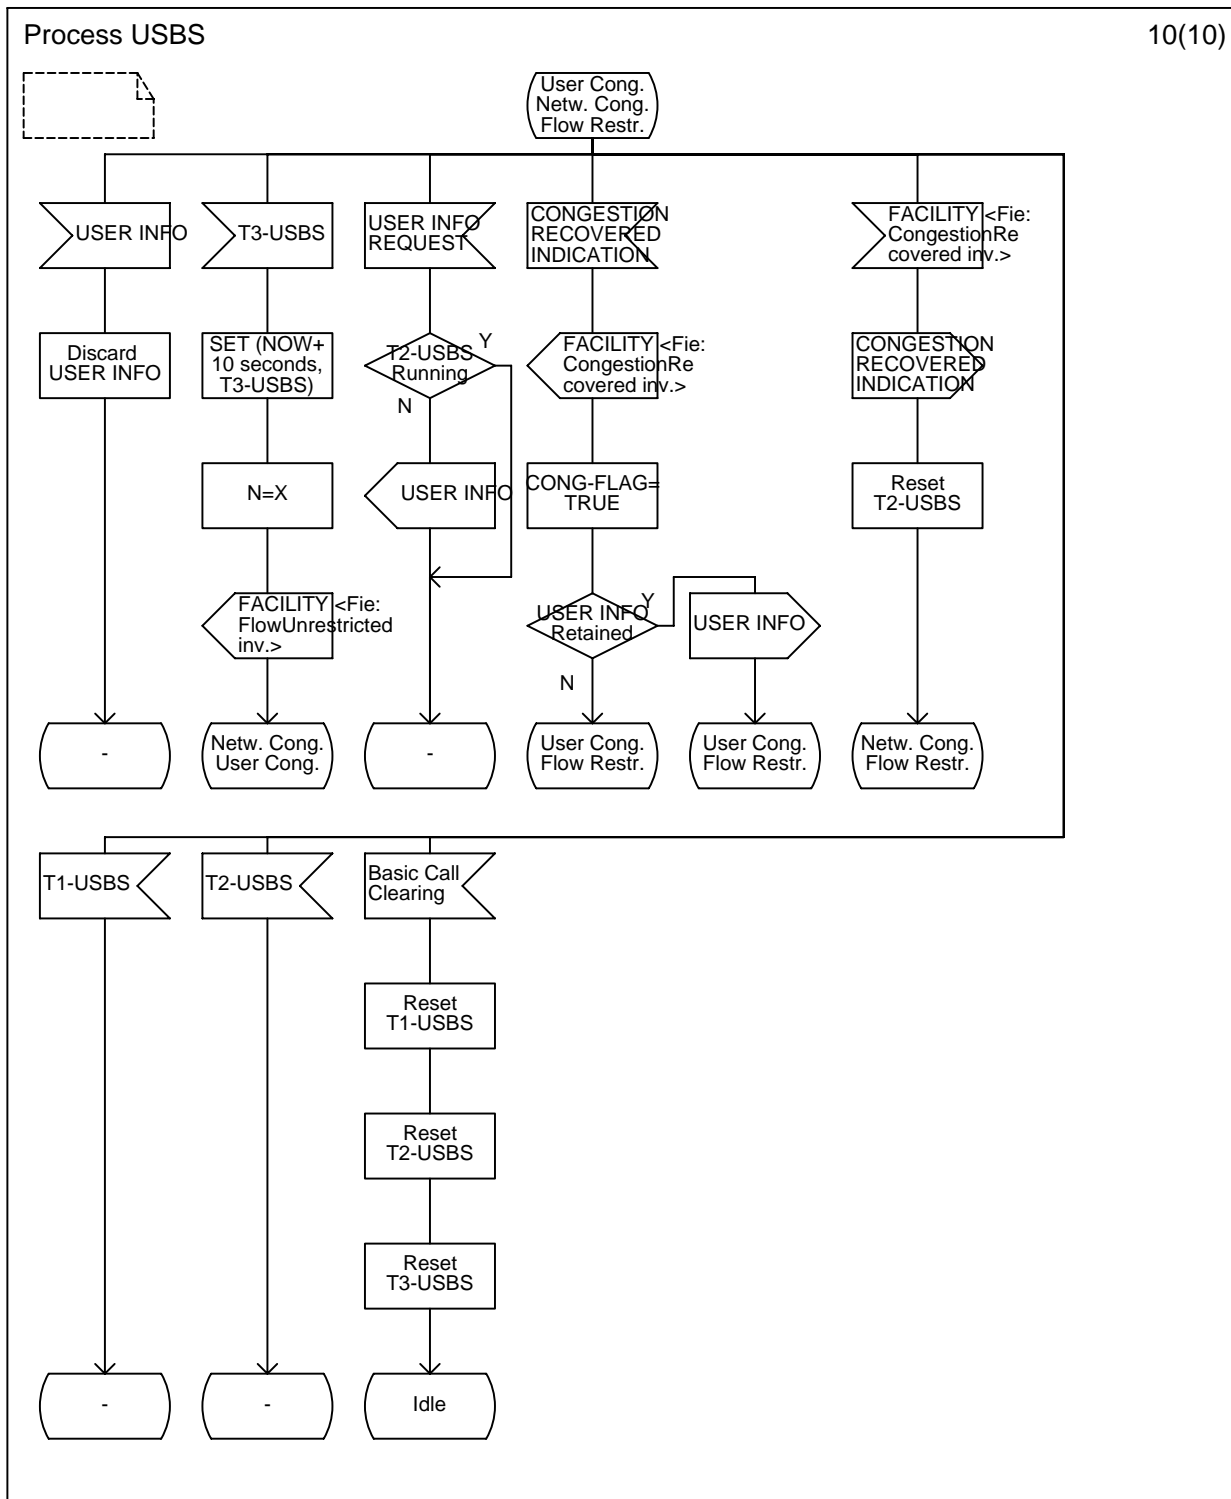 Process USBS
10(10)
User Cong.
Netw. Cong.
Flow Restr.
USER INFO
T3-USBS
USER INFO
REQUEST
CONGESTION
RECOVERED
INDICATION
FACILITY <Fie:
CongestionRe
covered inv.>
Discard
USER INFO
SET (NOW+
10 seconds,
T3-USBS)
T2-USBS
Running
Y
N
FACILITY <Fie:
CongestionRe
covered inv.>
CONGESTION
RECOVERED
INDICATION
N=X
USER INFO
CONG-FLAG=
TRUE
Reset
T2-USBS
FACILITY <Fie:
FlowUnrestricted
inv.>
USER INFO
Retained
Y
N
USER INFO
-
Netw. Cong.
User Cong.
-
User Cong.
Flow Restr.
User Cong.
Flow Restr.
Netw. Cong.
Flow Restr.
T1-USBS
T2-USBS
Basic Call
Clearing
Reset
T1-USBS
Reset
T2-USBS
Reset
T3-USBS
-
-
Idle